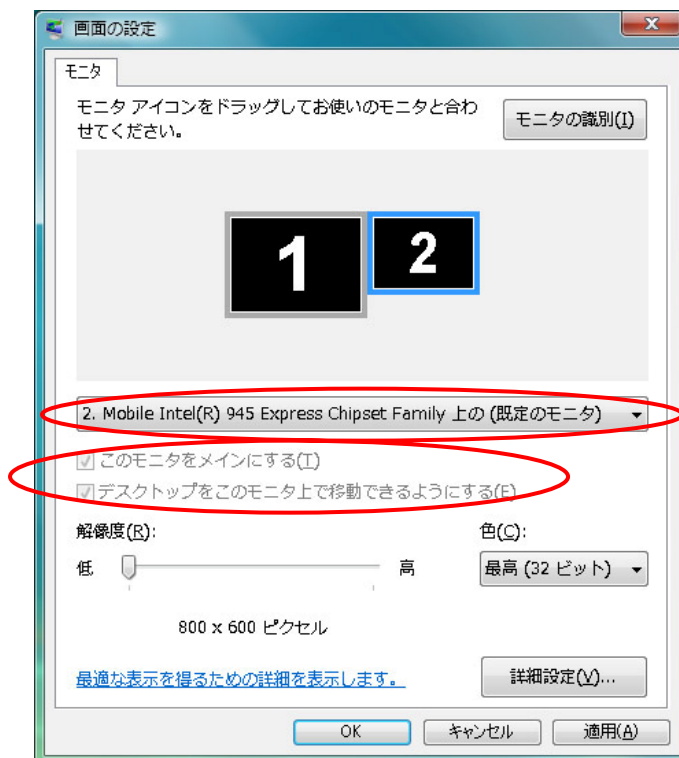 画面の設定
モニタ
モニタ アイコンをドラッグしてお使いのモニタと合わ
せてください。
モニタの識別(I)
1
2
2. Mobile Intel(R) 945 Express Chipset Family 上の (既定のモニタ)
このモニタをメインにする(T)
デスクトップをこのモニタ上で移動できるようにする(E)
解像度(R):
色(C):
低
高
最高 (32 ビット)
800 x 600 ピクセル
最適な表示を得るための詳細を表示します。
詳細設定(V)...
OK
キャンセル
適用(A)